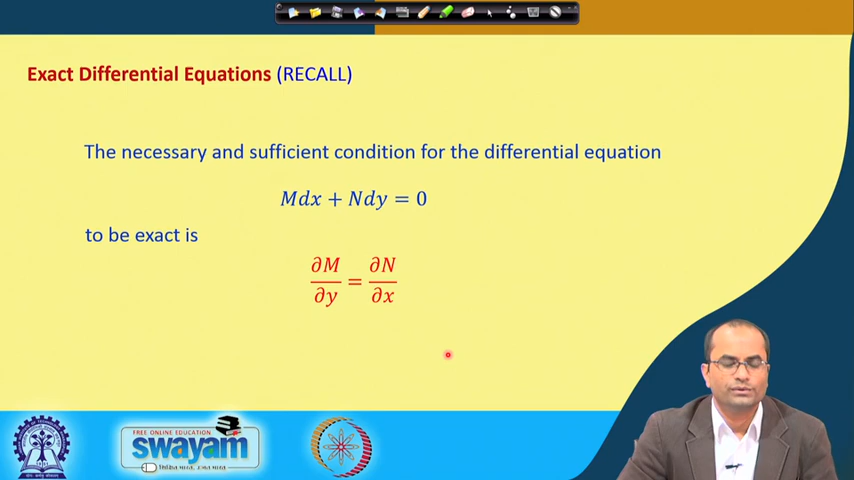 Exact Differential Equations (RECALL)
The necessary and sufficient condition for the differential equation
𝑀𝑑𝑥 + 𝑁𝑑𝑦 = 0
to be exact is
∂𝑀/∂𝑦 = ∂𝑁/∂𝑥
FREE ONLINE EDUCATION
swayam